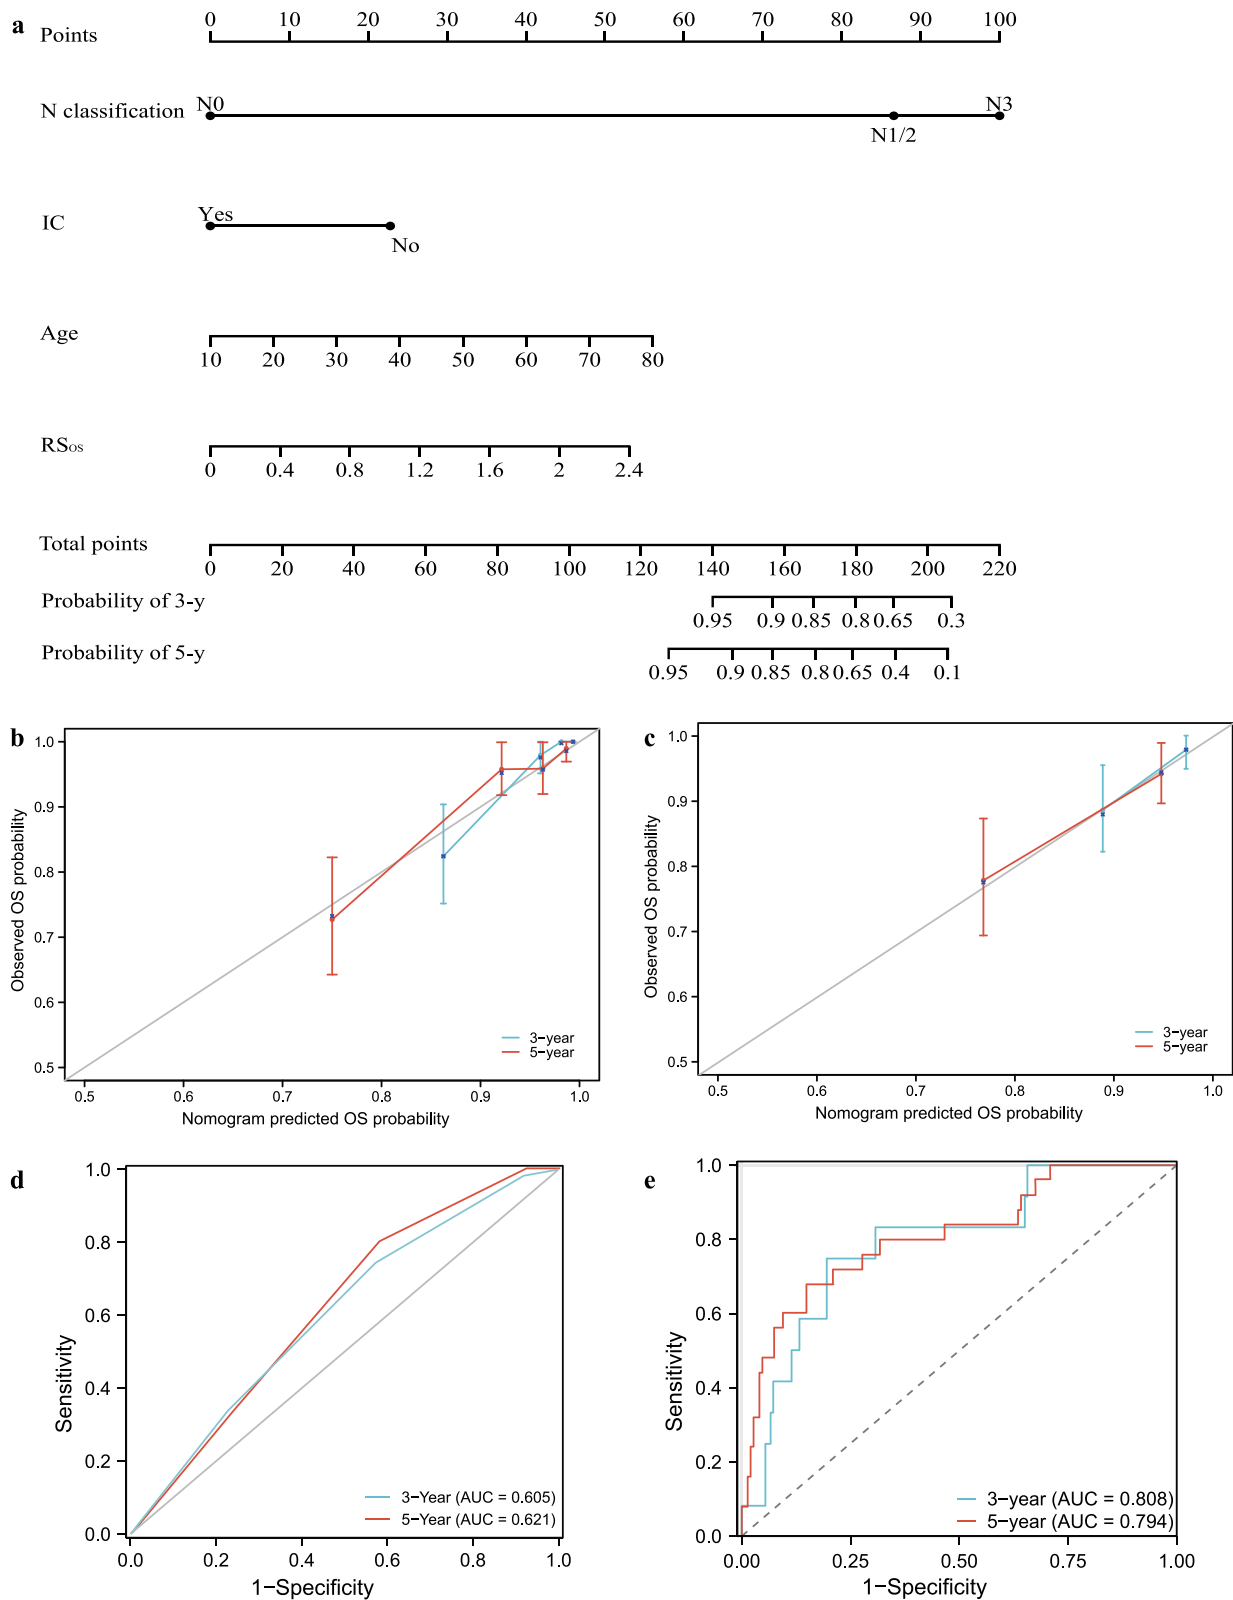 a
Points
0 10 20 30 40 50 60 70 80 90 100
N classification
N0 N3
N1/2
IC
Yes
No
Age
10 20 30 40 50 60 70 80
RSOS
0 0.4 0.8 1.2 1.6 2 2.4
Total points
0 20 40 60 80 100 120 140 160 180 200 220
Probability of 3-y
0.95 0.9 0.85 0.8 0.65 0.3
Probability of 5-y
0.95 0.9 0.85 0.8 0.65 0.4 0.1
b
Observed OS probability
1.0
0.9
0.8
0.7
0.6
0.5
3−year
5−year
0.5 0.6 0.7 0.8 0.9 1.0
Nomogram predicted OS probability
c
Observed OS probability
1.0
0.9
0.8
0.7
0.6
0.5
3−year
5−year
0.5 0.6 0.7 0.8 0.9 1.0
Nomogram predicted OS probability
d
Sensitivity
1.0
0.8
0.6
0.4
0.2
0.0
3−Year (AUC = 0.605)
5−Year (AUC = 0.621)
0.0 0.2 0.4 0.6 0.8 1.0
1−Specificity
e
Sensitivity
1.0
0.8
0.6
0.4
0.2
0.0
3−year (AUC = 0.808)
5−year (AUC = 0.794)
0.00 0.25 0.50 0.75 1.00
1−Specificity